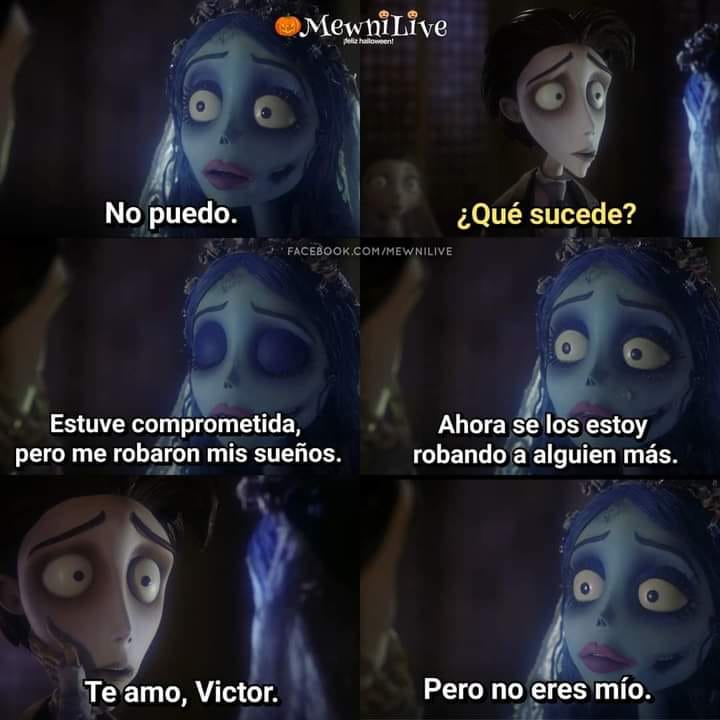 MewniLive
¡feliz halloween!
No puedo.
¿Qué sucede?
FACEBOOK.COM/MEWNILIVE
Estuve comprometida,
pero me robaron mis sueños.
Ahora se los estoy
robando a alguien más.
Te amo, Victor.
Pero no eres mío.